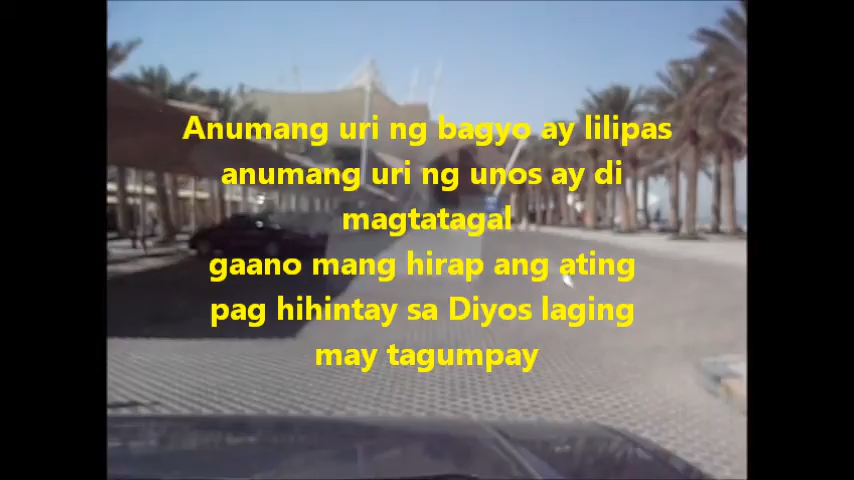 Anumang uri ng bagyo ay lilipas
anumang uri ng unos ay di
magtatagal
gaano mang hirap ang ating
pag hihintay sa Diyos laging
may tagumpay